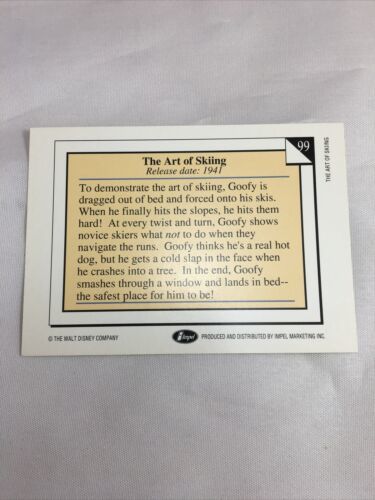 99
THE ART OF SKIING
The Art of Skiing
Release date: 1941
To demonstrate the art of skiing, Goofy is
dragged out of bed and forced onto his skis.
When he finally hits the slopes, he hits them
hard! At every twist and turn, Goofy shows
novice skiers what not to do when they
navigate the runs. Goofy thinks he's a real hot
dog, but he gets a cold slap in the face when
he crashes into a tree. In the end, Goofy
smashes through a window and lands in bed--
the safest place for him to be!
© THE WALT DISNEY COMPANY
impel
PRODUCED AND DISTRIBUTED BY IMPEL MARKETING INC.